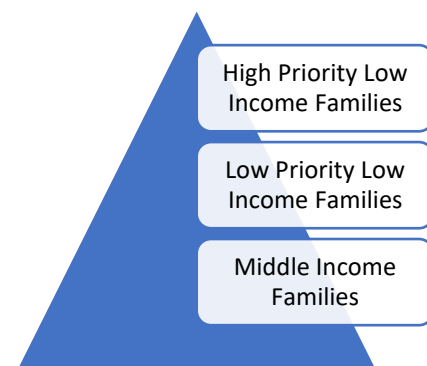 High Priority Low
Income Families
Low Priority Low
Income Families
Middle Income
Families